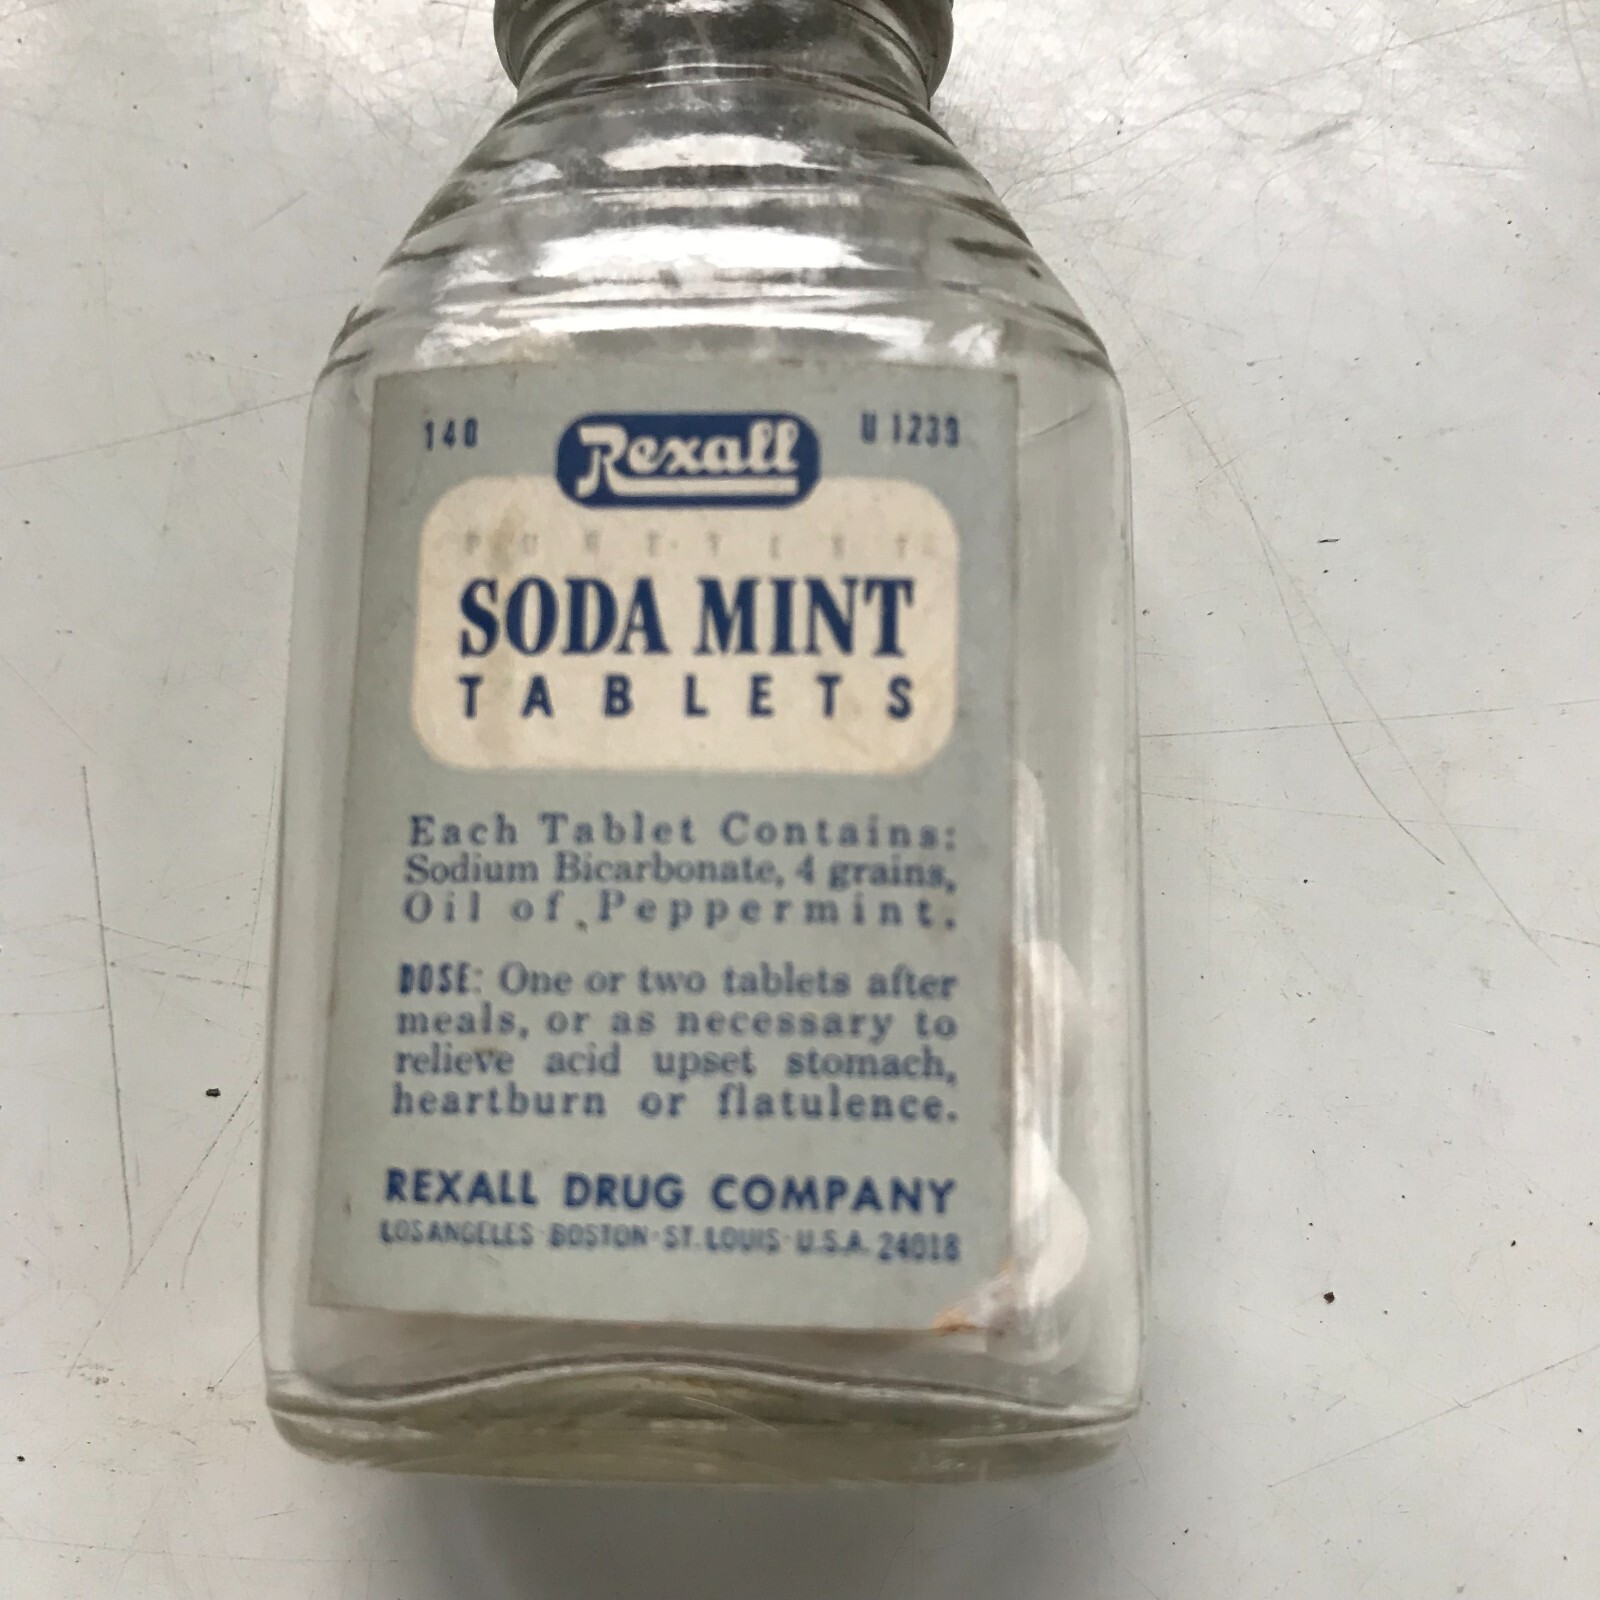 140 Rexall U 1239
PURETEST
SODA MINT
TABLETS
Each Tablet Contains:
Sodium Bicarbonate, 4 grains,
Oil of Peppermint.
DOSE: One or two tablets after
meals, or as necessary to
relieve acid upset stomach,
heartburn or flatulence.
REXALL DRUG COMPANY
LOS ANGELES · BOSTON · ST. LOUIS · U.S.A. 24018